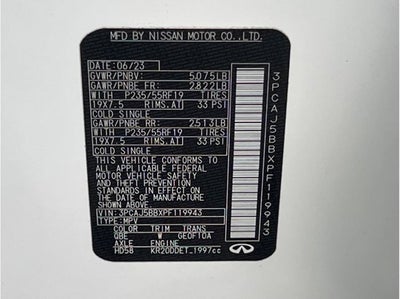 MFD BY NISSAN MOTOR CO., LTD.
DATE: 06/23
GVWR/PNBV: 5075LB
GAWR/PNBE FR: 2822LB
WITH P235/55RF19 TIRES
19X7.5 RIMS,AT 33 PSI
COLD SINGLE
GAWR/PNBE RR: 2513LB
WITH P235/55RF19 TIRES
19X7.5 RIMS,AT 33 PSI
COLD SINGLE
THIS VEHICLE CONFORMS TO
ALL APPLICABLE FEDERAL
MOTOR VEHICLE SAFETY
AND THEFT PREVENTION
STANDARDS IN EFFECT ON
THE DATE OF MANUFACTURE
SHOWN ABOVE.
VIN: 3PCAJ5BBXPF119943
TYPE: MPV
COLOR TRIM TRANS
QBE W GEOF10A
AXLE ENGINE
HD58 KR20DDET 1997cc
INFINITI
3PCAJ5BBXPF119943